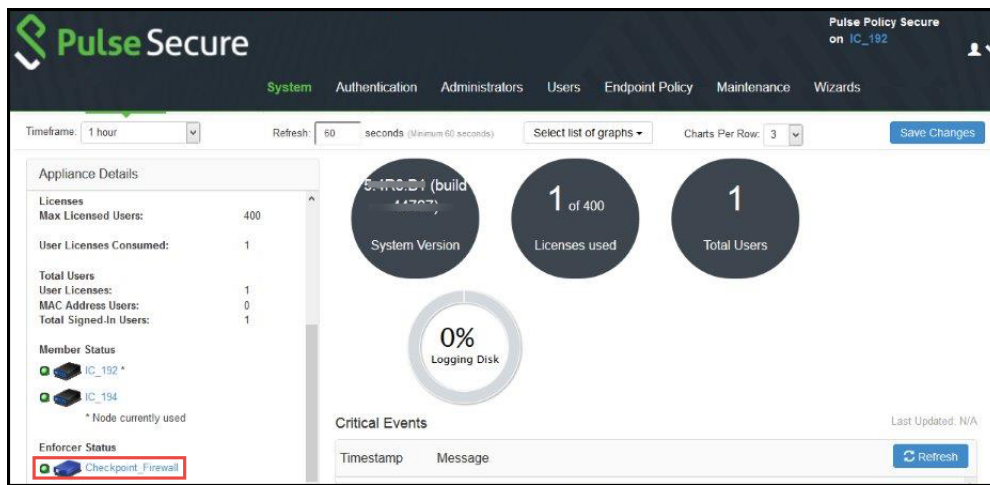 Pulse Secure
Pulse Policy Secure
on IC_192
System Authentication Administrators Users Endpoint Policy Maintenance Wizards
Timeframe: 1 hour Refresh: 60 seconds (Minimum 60 seconds) Select list of graphs Charts Per Row: 3 Save Changes
Appliance Details
Licenses
Max Licensed Users: 400
User Licenses Consumed: 1
Total Users
User Licenses: 1
MAC Address Users: 0
Total Signed-In Users: 1
Member Status
IC_192 *
IC_194
* Node currently used
Enforcer Status
Checkpoint_Firewall
(build
System Version
1 of 400
Licenses used
1
Total Users
0%
Logging Disk
Critical Events Last Updated: N/A
Timestamp Message Refresh